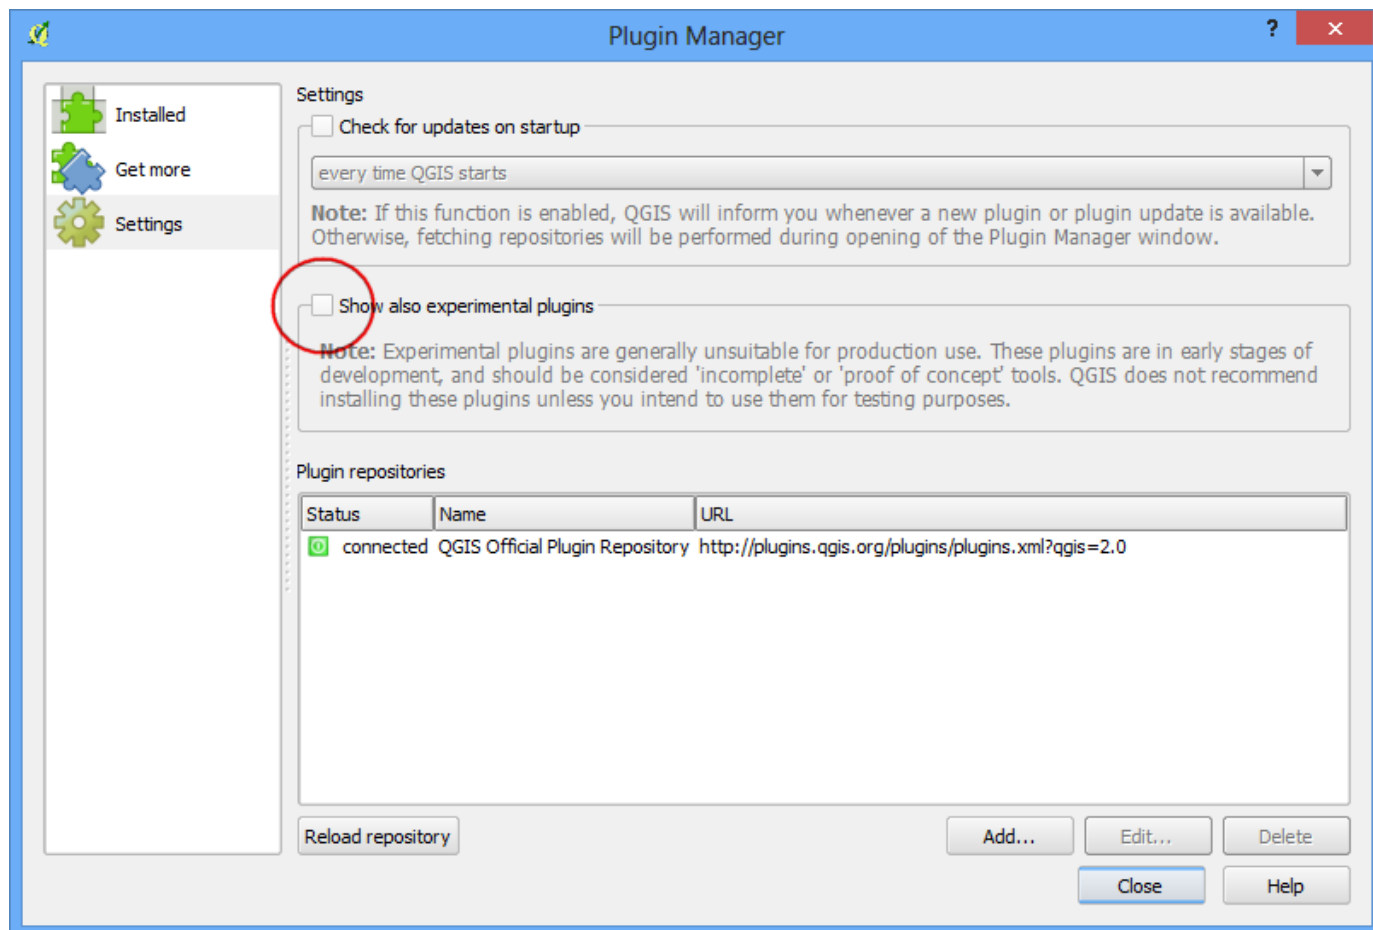 Plugin Manager
?
Installed
Get more
Settings
Settings
Check for updates on startup
every time QGIS starts
Note: If this function is enabled, QGIS will inform you whenever a new plugin or plugin update is available.
Otherwise, fetching repositories will be performed during opening of the Plugin Manager window.
Show also experimental plugins
Note: Experimental plugins are generally unsuitable for production use. These plugins are in early stages of
development, and should be considered 'incomplete' or 'proof of concept' tools. QGIS does not recommend
installing these plugins unless you intend to use them for testing purposes.
Plugin repositories
Status Name URL
connected QGIS Official Plugin Repository http://plugins.qgis.org/plugins/plugins.xml?qgis=2.0
Reload repository Add... Edit... Delete
Close Help